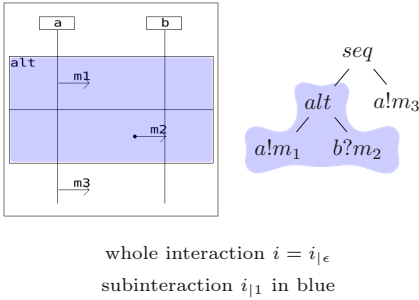 a b
alt
m1
m2
m3
seq
alt a!m₃
a!m₁ b?m₂
whole interaction i = i|ϵ
subinteraction i|1 in blue